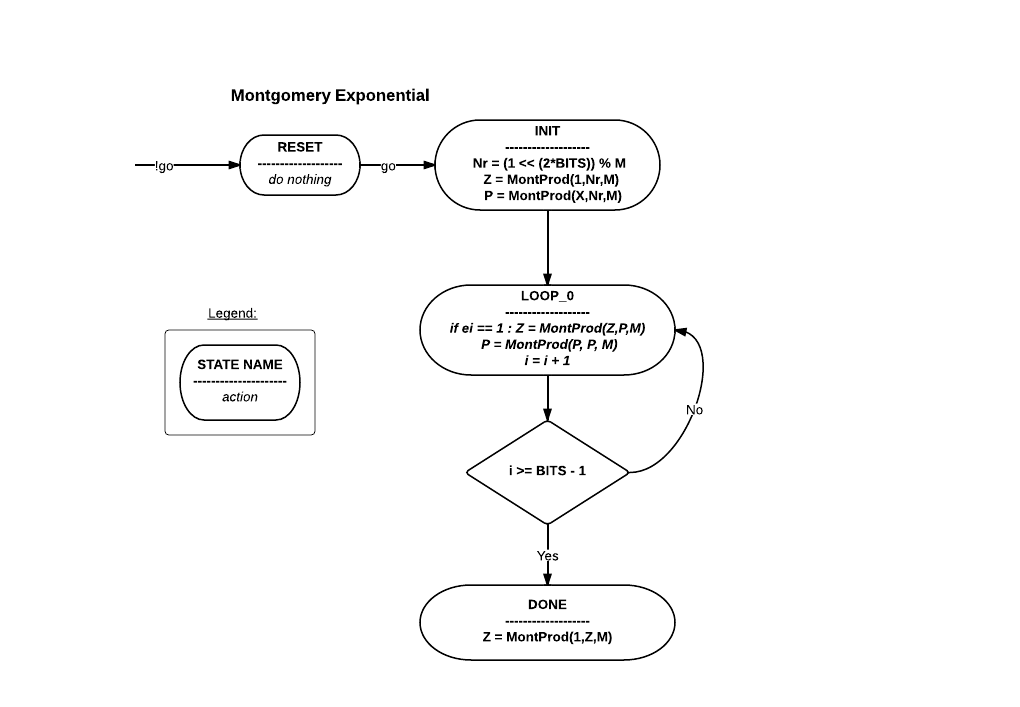 Montgomery Exponential
!go
RESET
-------------------
do nothing
go
INIT
-------------------
Nr = (1 << (2*BITS)) % M
Z = MontProd(1,Nr,M)
P = MontProd(X,Nr,M)
LOOP_0
-------------------
if ei == 1 : Z = MontProd(Z,P,M)
P = MontProd(P, P, M)
i = i + 1
Legend:
STATE NAME
---------------------
action
No
i >= BITS - 1
Yes
DONE
-------------------
Z = MontProd(1,Z,M)